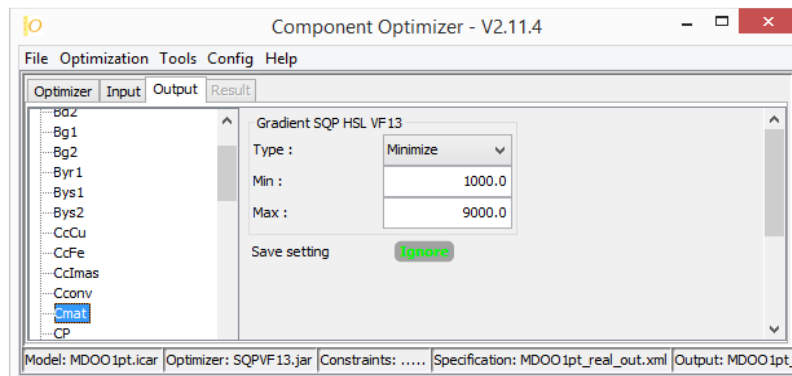 Component Optimizer - V2.11.4
File Optimization Tools Config Help
Optimizer Input Output Result
Bd2
Bg1
Bg2
Byr1
Bys1
Bys2
CcCu
CcFe
CcImas
Cconv
Cmat
CP
Gradient SQP HSL VF13
Type : Minimize
Min : 1000.0
Max : 9000.0
Save setting Ignore
Model: MDOO1pt.icar Optimizer: SQPVF13.jar Constraints: ..... Specification: MDOO1pt_real_out.xml Output: MDOO1pt_